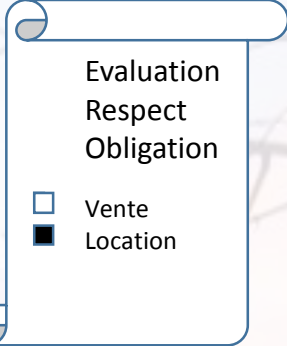 Evaluation
Respect
Obligation
☐ Vente
■ Location